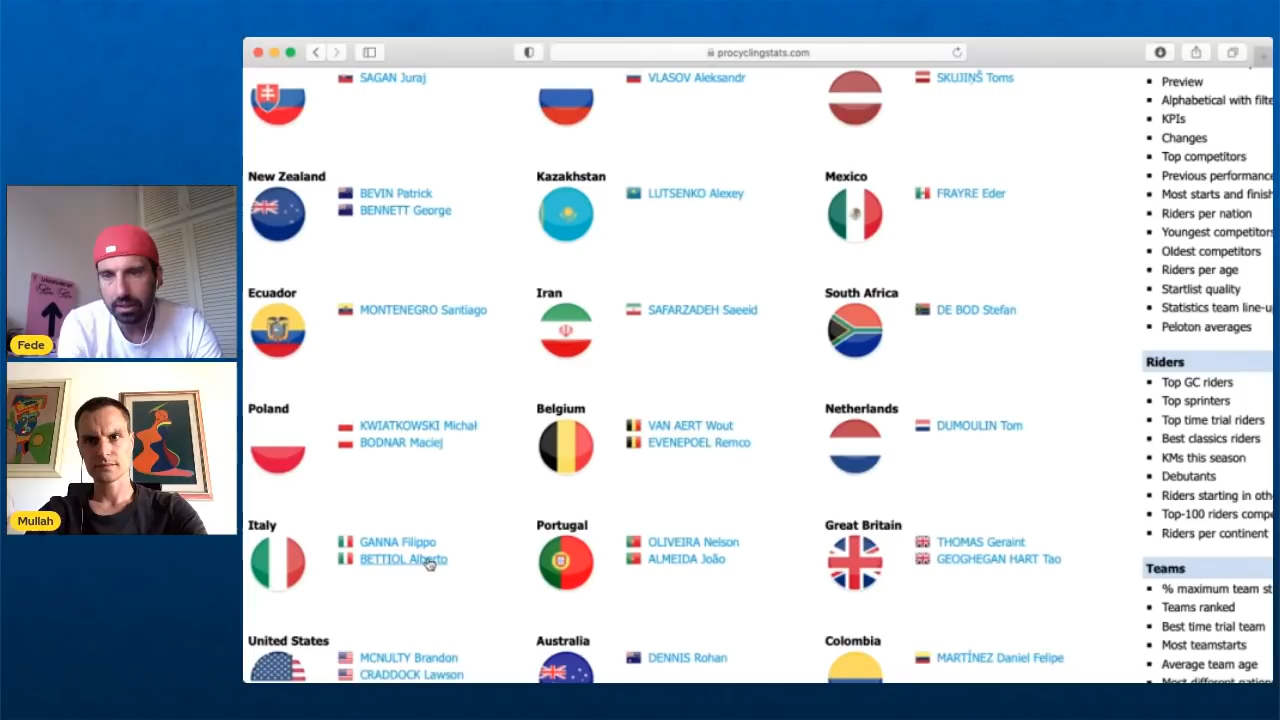 procyclingstats.com
SAGAN Juraj
VLASOV Aleksandr
SKUJIŅŠ Toms
New Zealand
BEVIN Patrick
BENNETT George
Kazakhstan
LUTSENKO Alexey
Mexico
FRAYRE Eder
Ecuador
MONTENEGRO Santiago
Iran
SAFARZADEH Saeeid
South Africa
DE BOD Stefan
Poland
KWIATKOWSKI Michał
BODNAR Maciej
Belgium
VAN AERT Wout
EVENEPOEL Remco
Netherlands
DUMOULIN Tom
Italy
GANNA Filippo
BETTIOL Alberto
Portugal
OLIVEIRA Nelson
ALMEIDA João
Great Britain
THOMAS Geraint
GEOGHEGAN HART Tao
United States
MCNULTY Brandon
CRADDOCK Lawson
Australia
DENNIS Rohan
Colombia
MARTÍNEZ Daniel Felipe
Preview
Alphabetical with filte
KPIs
Changes
Top competitors
Previous performance
Most starts and finish
Riders per nation
Youngest competitors
Oldest competitors
Riders per age
Startlist quality
Statistics team line-u
Peloton averages
Riders
Top GC riders
Top sprinters
Top time trial riders
Best classics riders
KMs this season
Debutants
Riders starting in oth
Top-100 riders compe
Riders per continent
Teams
% maximum team st
Teams ranked
Best time trial team
Most teamstarts
Average team age
Most different nation
Fede
Mullah